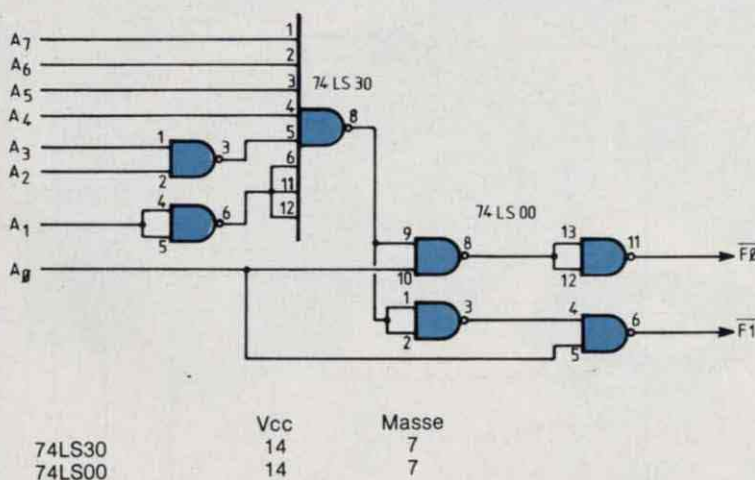 A7 1
A6 2
A5 3
74 LS 30
A4 4
8
A3 1 3 5
A2 2 6
4 11
A1 6 12
5
74 LS 00
9 8 13 11 F0
AØ 10 12
1 3 4 6 F1
2 5
Vcc Masse
74LS30 14 7
74LS00 14 7